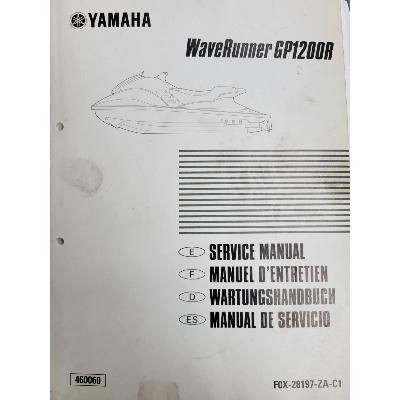 YAMAHA
WaveRunner GP1200R
E SERVICE MANUAL
F MANUEL D'ENTRETIEN
D WARTUNGSHANDBUCH
ES MANUAL DE SERVICIO
460060
F0X-28197-ZA-C1